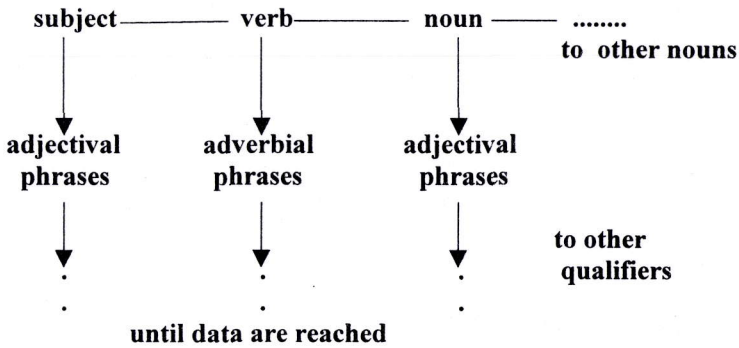 subject verb noun ........
to other nouns
adjectival adverbial adjectival
phrases phrases phrases
to other
qualifiers
. . .
. . .
until data are reached